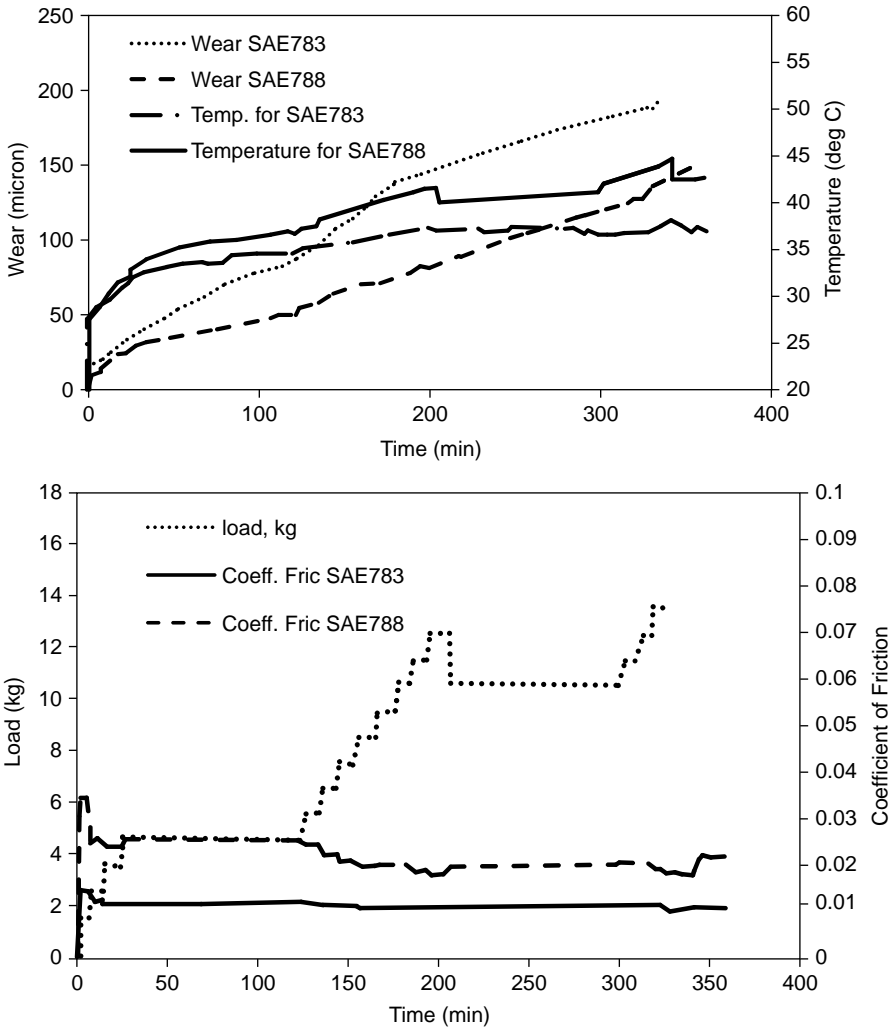 250
200
150
100
50
0
Wear (micron)
Wear SAE783
Wear SAE788
Temp. for SAE783
Temperature for SAE788
60
55
50
45
40
35
30
25
20
Temperature (deg C)
0 100 200 300 400
Time (min)
18
16
14
12
10
8
6
4
2
0
Load (kg)
load, kg
Coeff. Fric SAE783
Coeff. Fric SAE788
0.1
0.09
0.08
0.07
0.06
0.05
0.04
0.03
0.02
0.01
0
Coefficient of Friction
0 50 100 150 200 250 300 350 400
Time (min)